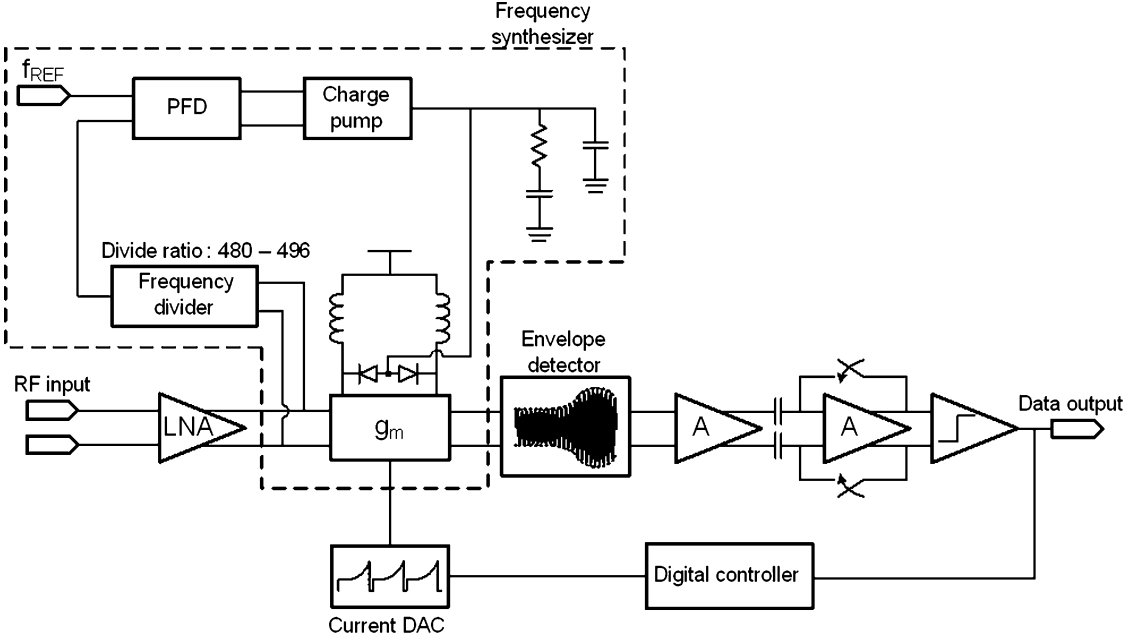 Frequency
synthesizer
fREF
PFD
Charge
pump
Divide ratio : 480 – 496
Frequency
divider
Envelope
detector
RF input
LNA
gm
A
A
Data output
Digital controller
Current DAC